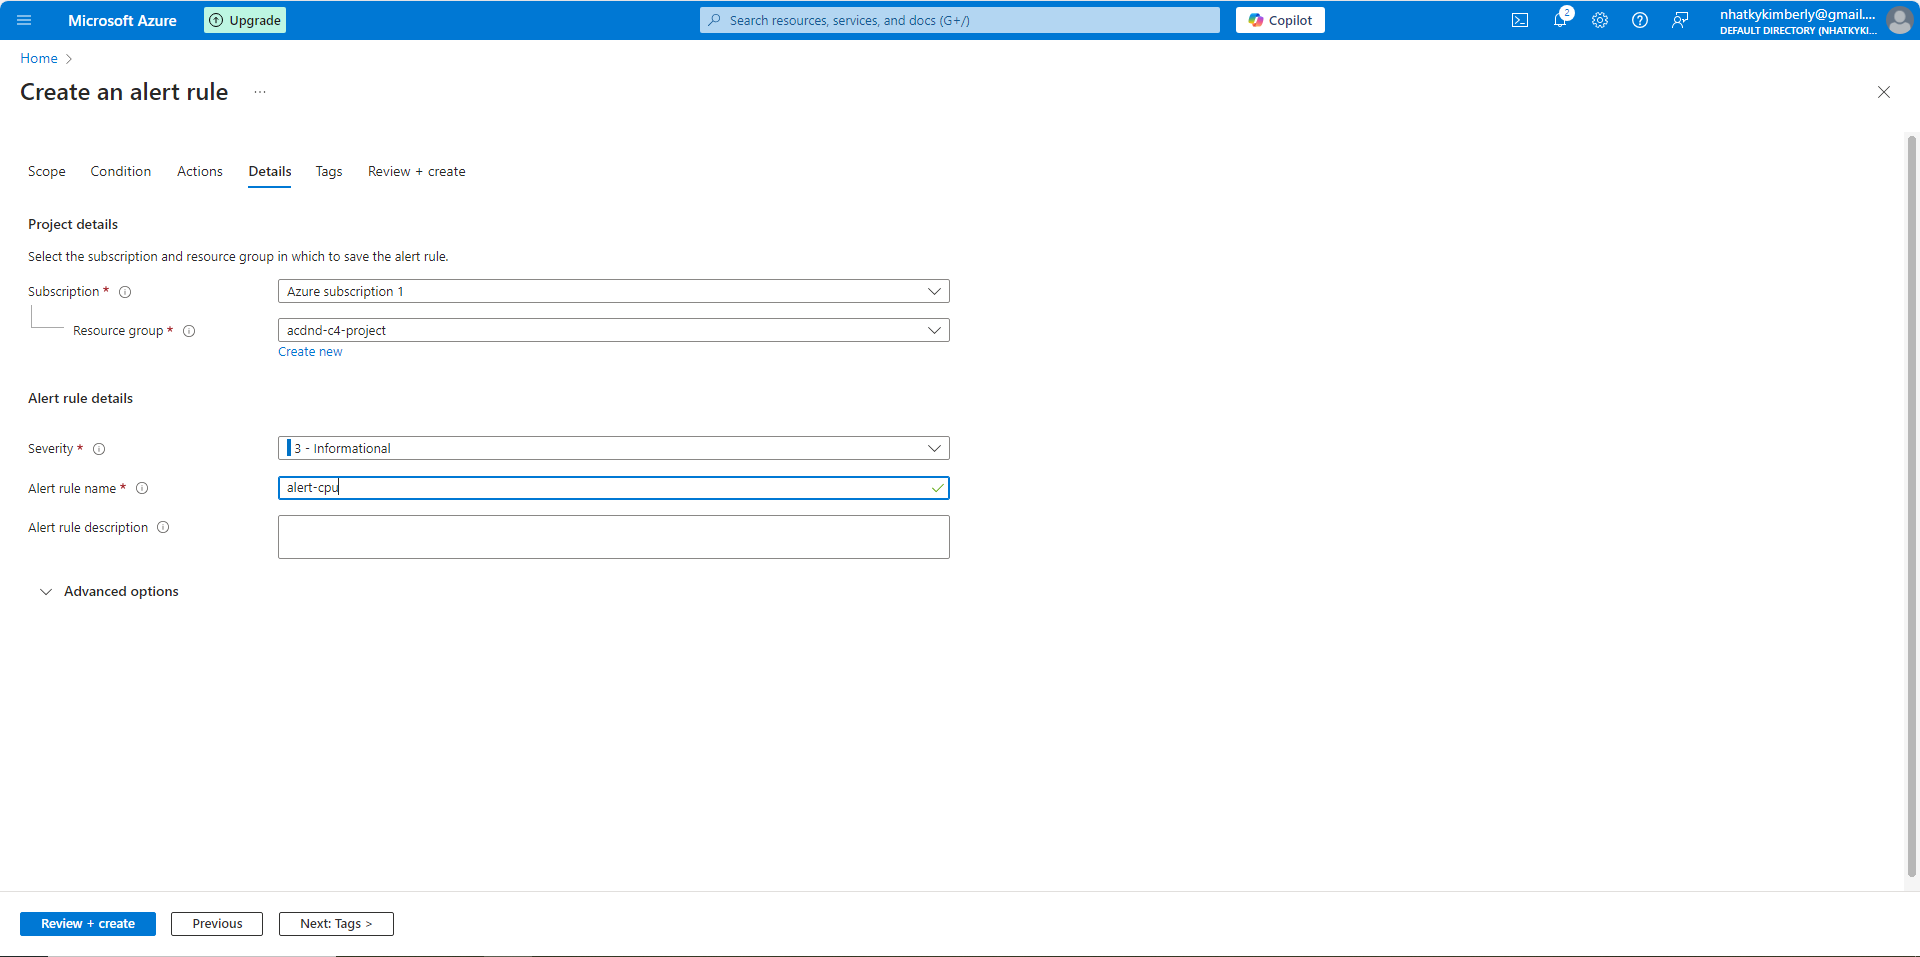 Microsoft Azure
Upgrade
Search resources, services, and docs (G+/)
Copilot
2
nhatkykimberly@gmail....
DEFAULT DIRECTORY (NHATKYKI...
Home >
Create an alert rule ...
Scope Condition Actions Details Tags Review + create
Project details
Select the subscription and resource group in which to save the alert rule.
Subscription *
Azure subscription 1
Resource group *
acdnd-c4-project
Create new
Alert rule details
Severity *
3 - Informational
Alert rule name *
alert-cpu
Alert rule description
Advanced options
Review + create
Previous
Next: Tags >